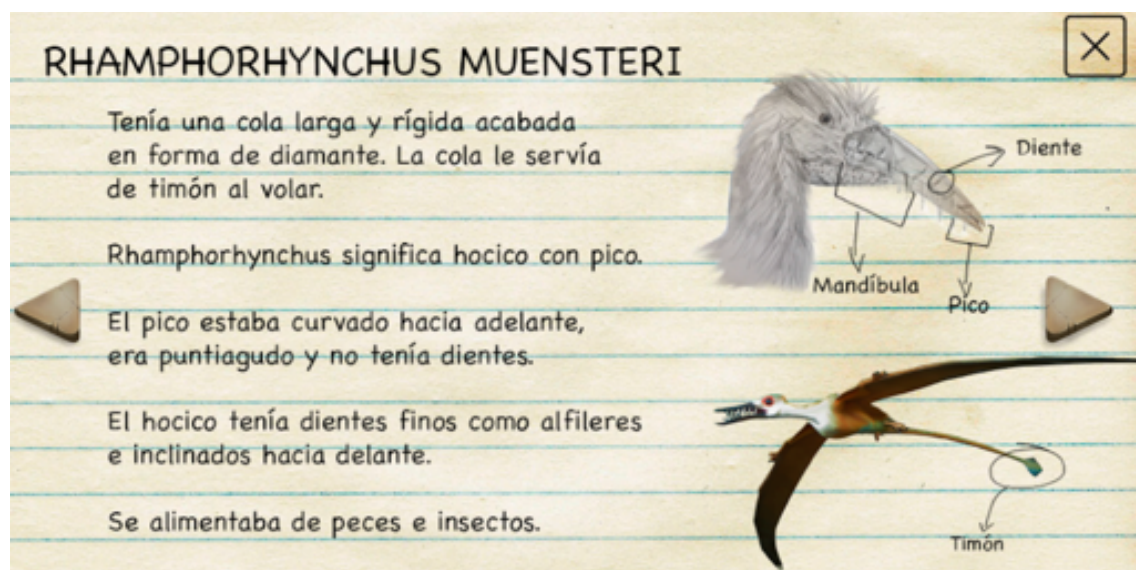 RHAMPHORHYNCHUS MUENSTERI
Tenía una cola larga y rígida acabada
en forma de diamante. La cola le servía
de timón al volar.
Rhamphorhynchus significa hocico con pico.
El pico estaba curvado hacia adelante,
era puntiagudo y no tenía dientes.
El hocico tenía dientes finos como alfileres
e inclinados hacia delante.
Se alimentaba de peces e insectos.
Diente
Mandíbula
Pico
Timón